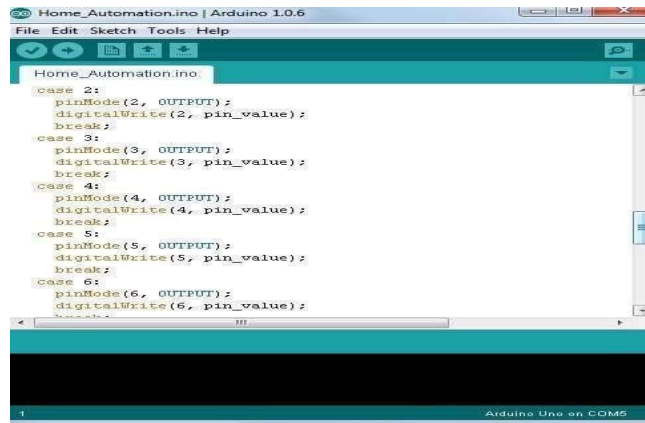 Home_Automation.ino | Arduino 1.0.6
File Edit Sketch Tools Help
Home_Automation.ino
case 2:
pinMode(2, OUTPUT);
digitalWrite(2, pin_value);
break;
case 3:
pinMode(3, OUTPUT);
digitalWrite(3, pin_value);
break;
case 4:
pinMode(4, OUTPUT);
digitalWrite(4, pin_value);
break;
case 5:
pinMode(5, OUTPUT);
digitalWrite(5, pin_value);
break;
case 6:
pinMode(6, OUTPUT);
digitalWrite(6, pin_value);
1
Arduino Uno on COM5